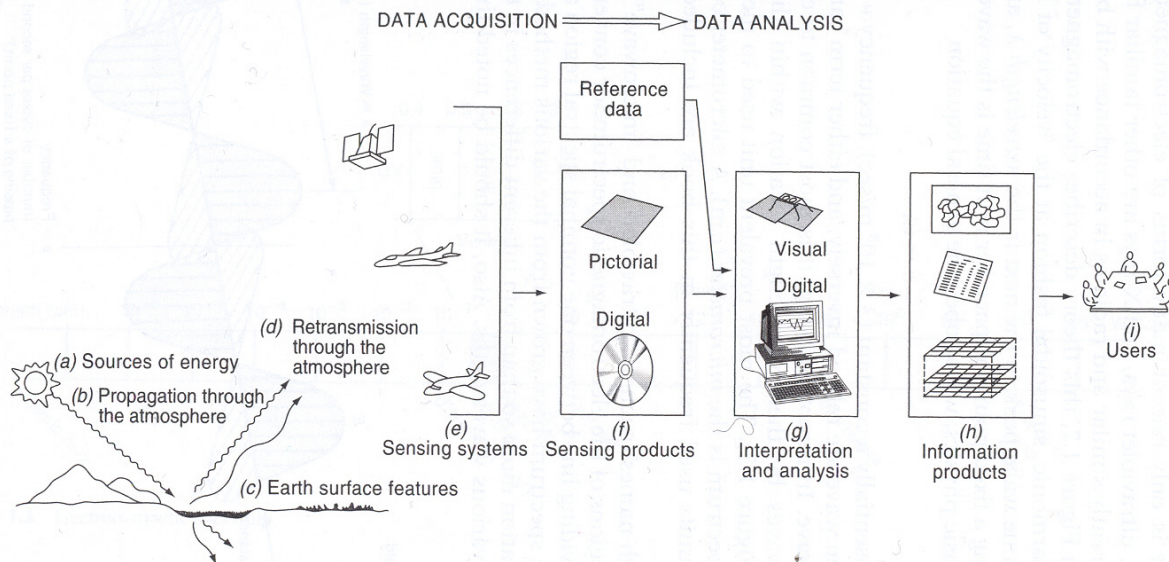 DATA ACQUISITION DATA ANALYSIS
Reference
data
Pictorial
Digital
Visual
Digital
(a) Sources of energy
(b) Propagation through
the atmosphere
(c) Earth surface features
(d) Retransmission
through the
atmosphere
(e)
Sensing systems
(f)
Sensing products
(g)
Interpretation
and analysis
(h)
Information
products
(i)
Users